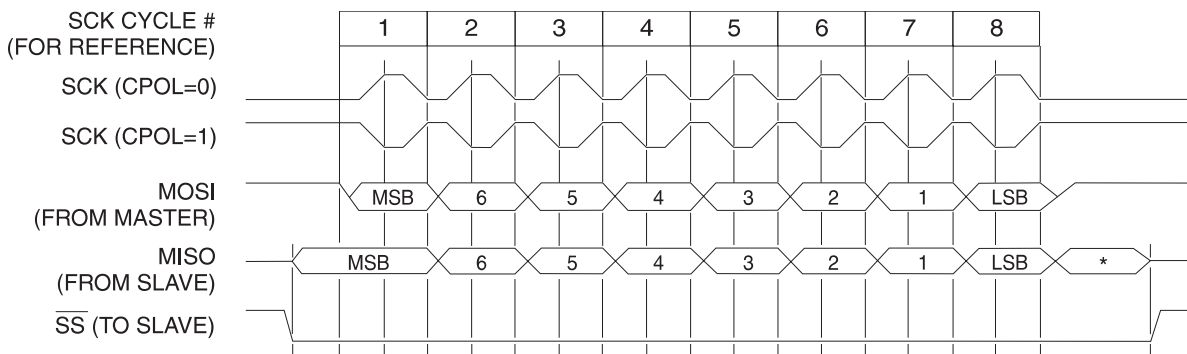 SCK CYCLE #
(FOR REFERENCE)
1 2 3 4 5 6 7 8
SCK (CPOL=0)
SCK (CPOL=1)
MOSI
(FROM MASTER)
MSB 6 5 4 3 2 1 LSB
MISO
(FROM SLAVE)
MSB 6 5 4 3 2 1 LSB *
SS (TO SLAVE)